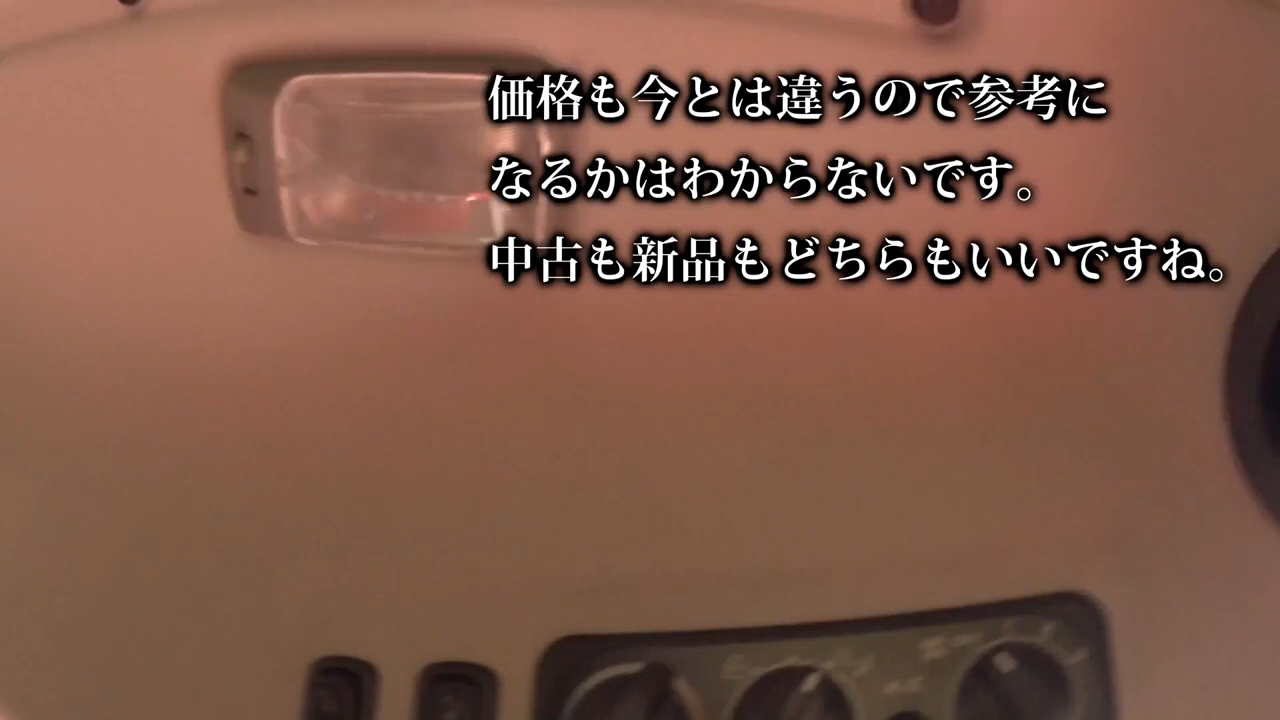 価格も今とは違うので参考に
なるかはわからないです。
中古も新品もどちらもいいですね。